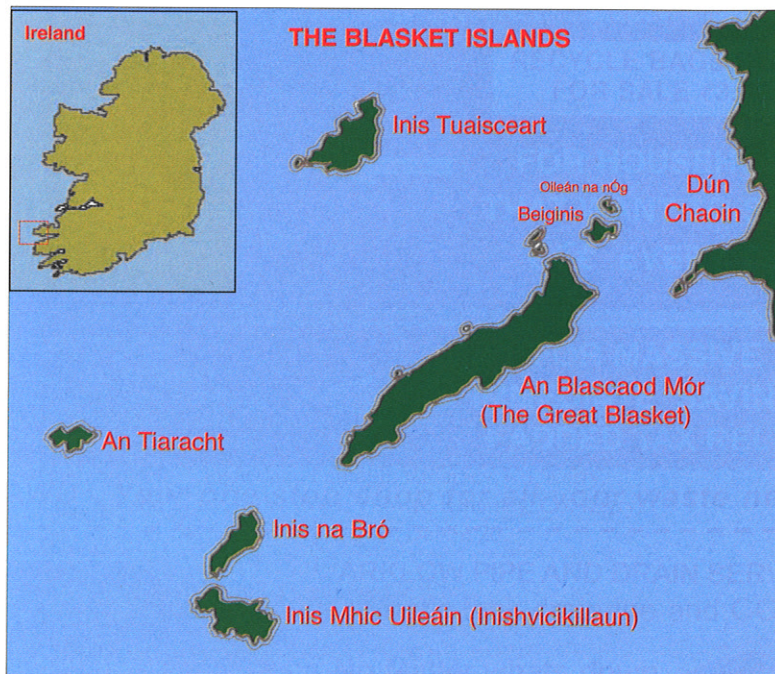 Ireland
THE BLASKET ISLANDS
Inis Tuaisceart
Oileán na nÓg
Beiginis
Dún
Chaoin
An Blascaod Mór
(The Great Blasket)
An Tiaracht
Inis na Bró
Inis Mhic Uileáin (Inishvicikillaun)